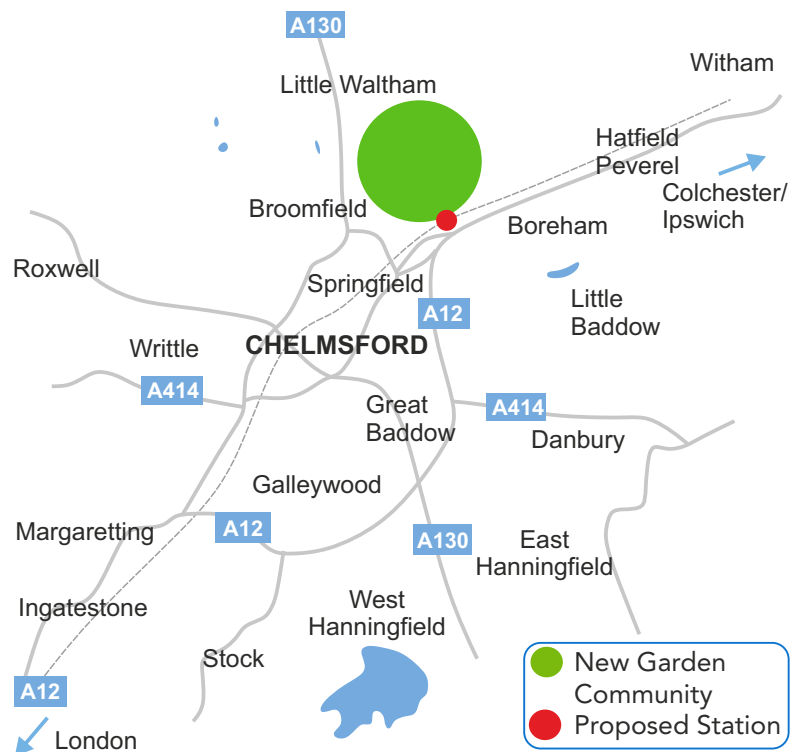 A130
Witham
Little Waltham
Hatfield
Peverel
Colchester/
Ipswich
Broomfield
Boreham
Roxwell
Springfield
Little
Baddow
A12
Writtle
CHELMSFORD
A414
Great
Baddow
A414
Danbury
Galleywood
Margaretting
A12
A130
East
Hanningfield
Ingatestone
West
Hanningfield
Stock
A12
London
New Garden
Community
Proposed Station